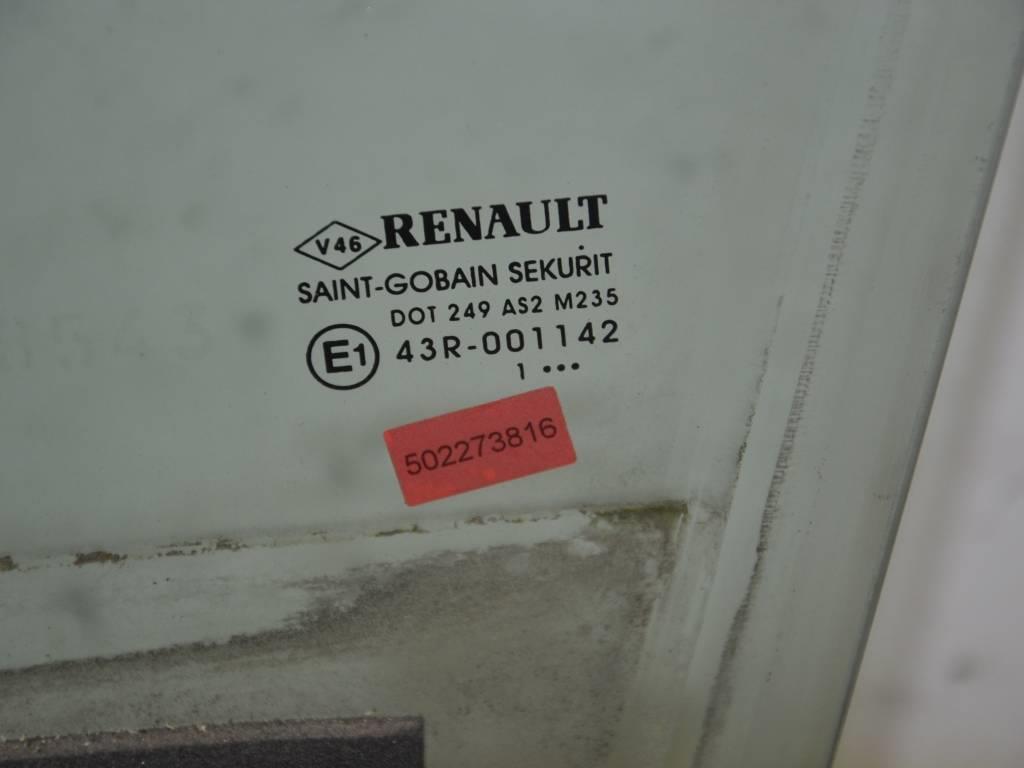 V46 RENAULT
SAINT-GOBAIN SEKURIT
DOT 249 AS2 M235
E1 43R-001142
1 •••
502273816